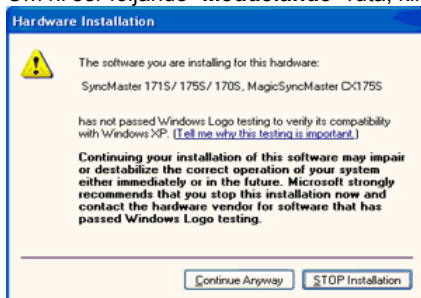 Hardware Installation
The software you are installing for this hardware:
SyncMaster 171S/ 175S/ 170S, MagicSyncMaster CX175S
has not passed Windows Logo testing to verify its compatibility
with Windows XP. (Tell me why this testing is important.)
Continuing your installation of this software may impair
or destabilize the correct operation of your system
either immediately or in the future. Microsoft strongly
recommends that you stop this installation now and
contact the hardware vendor for software that has
passed Windows Logo testing.
Continue Anyway STOP Installation